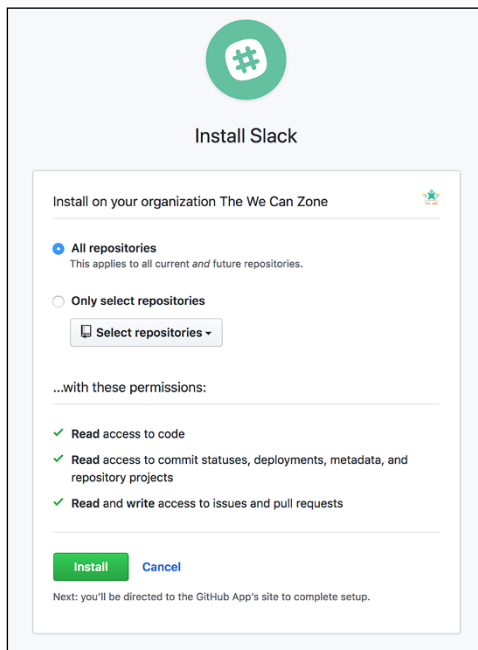 Install Slack
Install on your organization The We Can Zone
All repositories
This applies to all current and future repositories.
Only select repositories
Select repositories
...with these permissions:
Read access to code
Read access to commit statuses, deployments, metadata, and
repository projects
Read and write access to issues and pull requests
Install Cancel
Next: you'll be directed to the GitHub App's site to complete setup.